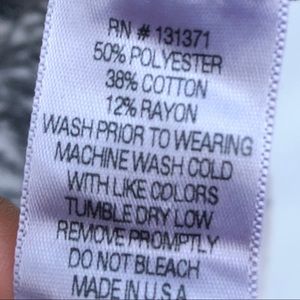 RN # 131371
50% POLYESTER
38% COTTON
12% RAYON
WASH PRIOR TO WEARING
MACHINE WASH COLD
WITH LIKE COLORS
TUMBLE DRY LOW
REMOVE PROMPTLY
DO NOT BLEACH
MADE IN U.S.A